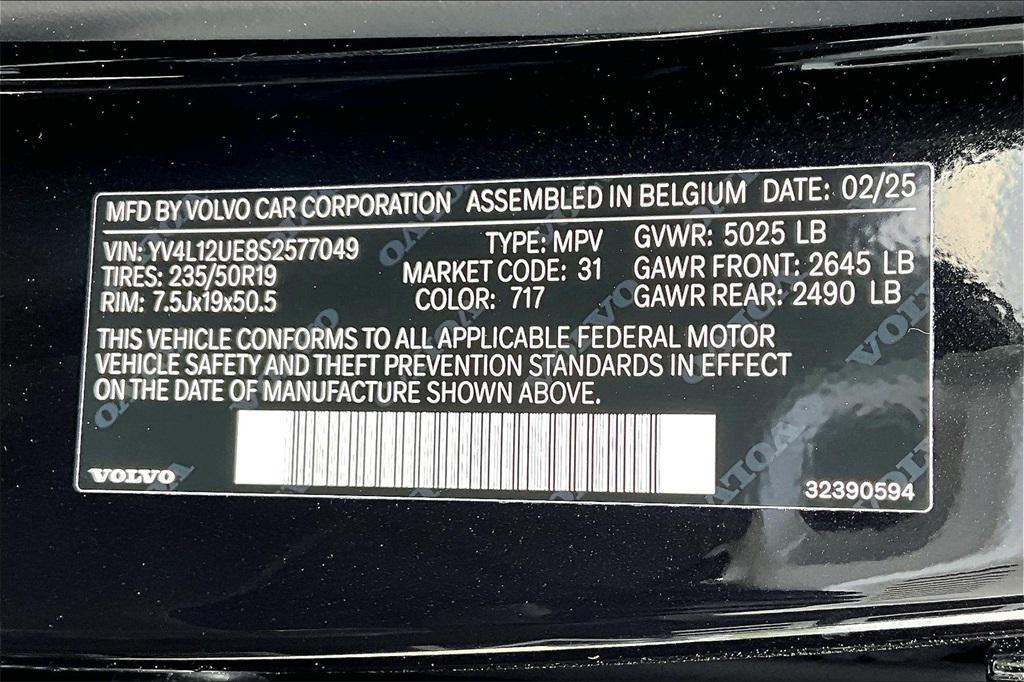 MFD BY VOLVO CAR CORPORATION ASSEMBLED IN BELGIUM DATE: 02/25
VIN: YV4L12UE8S2577049 TYPE: MPV GVWR: 5025 LB
TIRES: 235/50R19 MARKET CODE: 31 GAWR FRONT: 2645 LB
RIM: 7.5Jx19x50.5 COLOR: 717 GAWR REAR: 2490 LB
THIS VEHICLE CONFORMS TO ALL APPLICABLE FEDERAL MOTOR
VEHICLE SAFETY AND THEFT PREVENTION STANDARDS IN EFFECT
ON THE DATE OF MANUFACTURE SHOWN ABOVE.
VOLVO 32390594